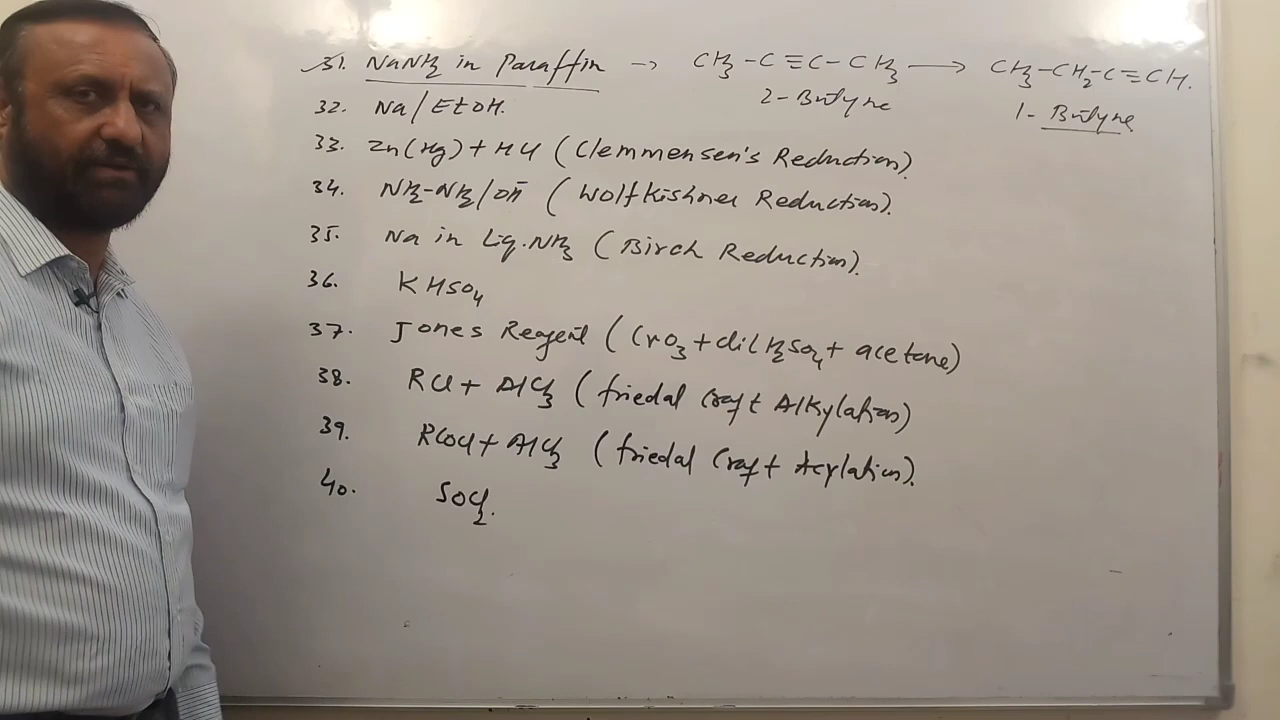 31. NaNH2 in Paraffin → CH3-C≡C-CH3 → CH3-CH2-C≡CH.
2-Butyne 1-Butyne
32. Na/EtOH.
33. Zn(Hg)+HCl (Clemmensen's Reduction).
34. NH2-NH2/OH̄ (Wolf Kishner Reduction).
35. Na in Liq. NH3 (Birch Reduction).
36. KHSO4
37. Jones Reagent (CrO3+dil H2SO4+ acetone)
38. RCl + AlCl3 (friedal Craft Alkylation)
39. RCOCl + AlCl3 (friedal Craft Acylation).
40. SOCl2.